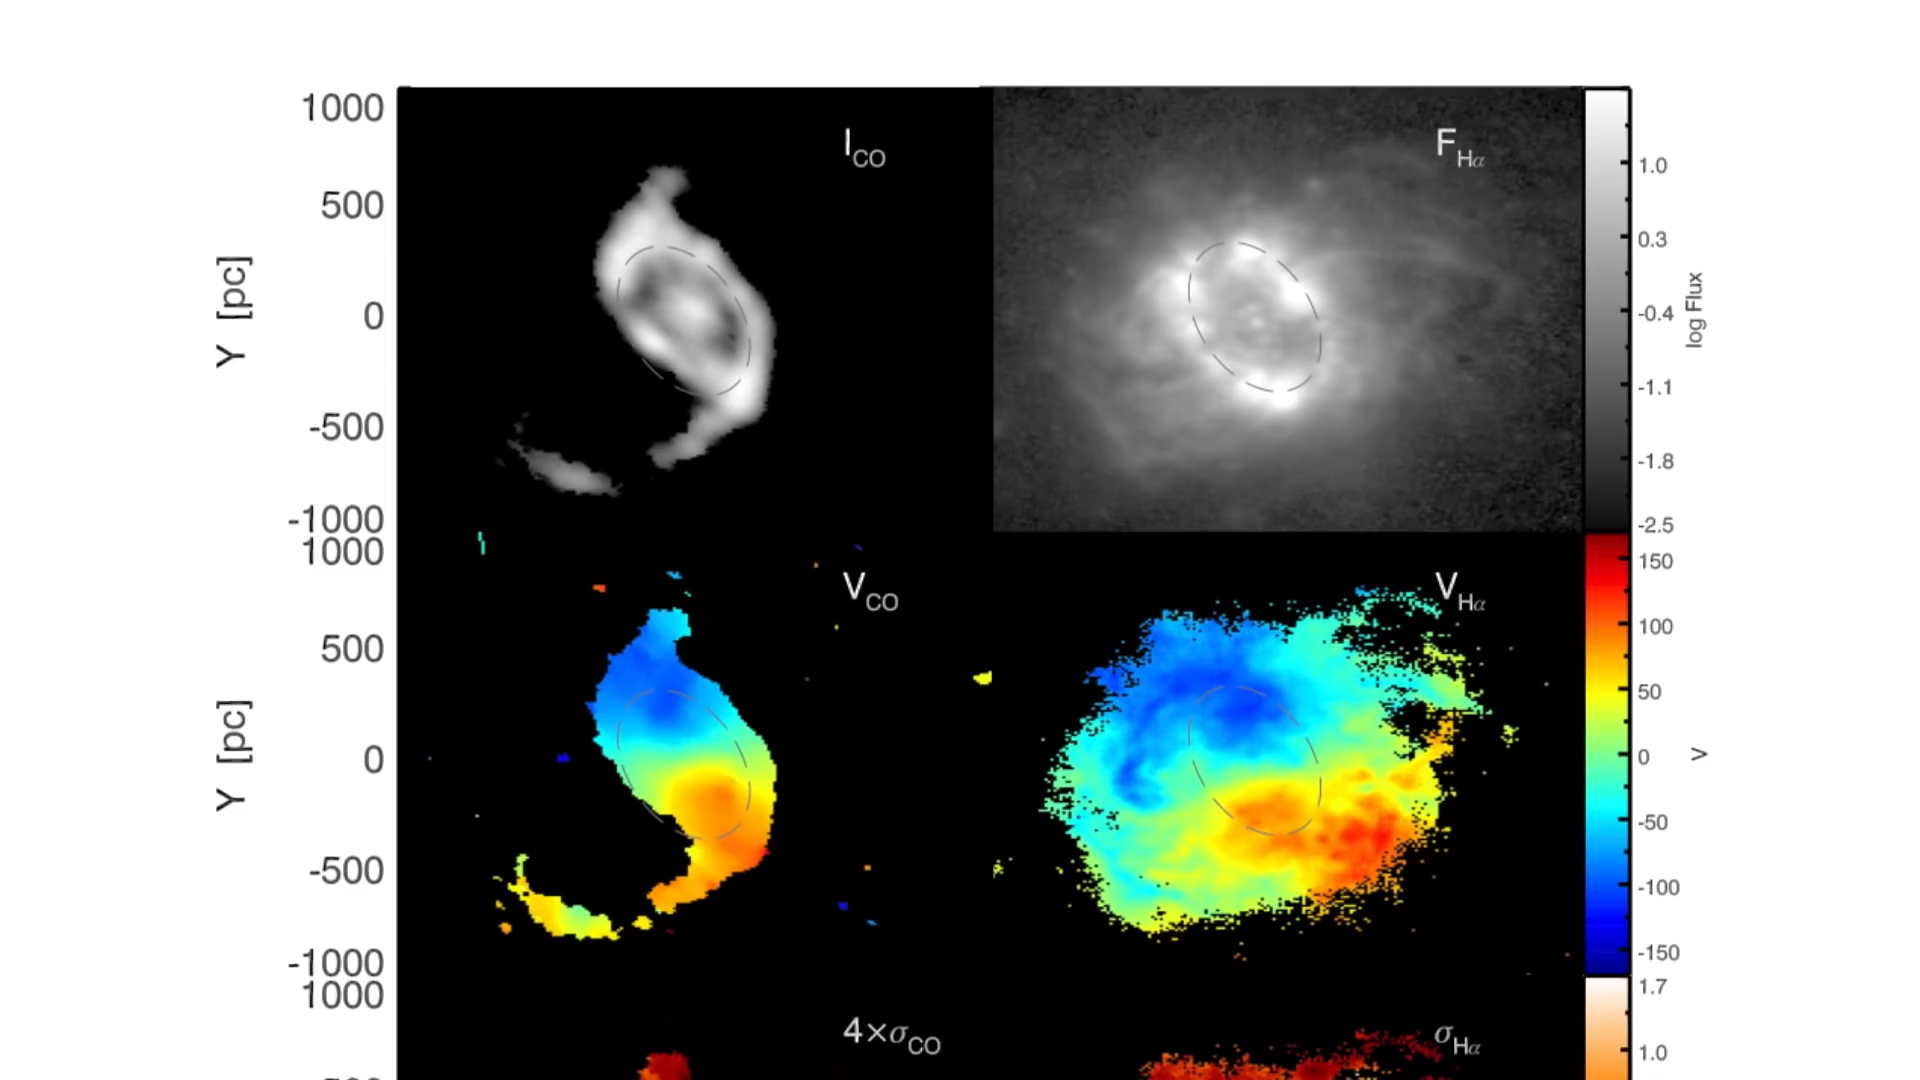 1000
500
0
-500
-1000
Y [pc]
I_CO
F_Hα
1.0
0.3
-0.4
-1.1
-1.8
-2.5
log Flux
1000
500
0
-500
-1000
Y [pc]
V_CO
V_Hα
150
100
50
0
-50
-100
-150
V
1000
4×σ_CO
σ_Hα
1.7
1.0